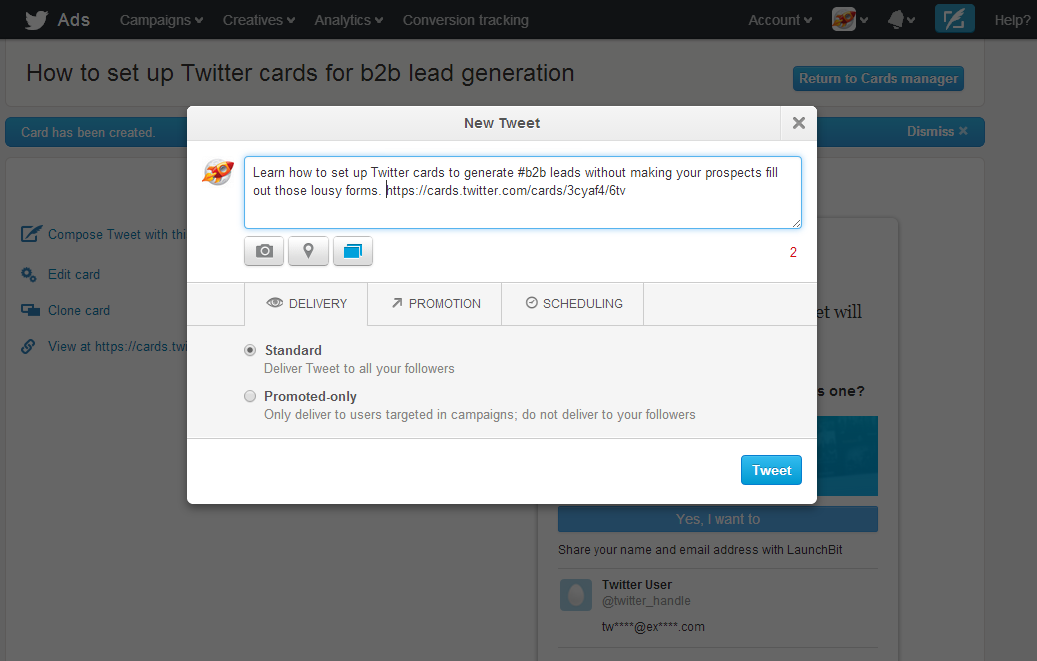 Ads Campaigns Creatives Analytics Conversion tracking Account Help?
How to set up Twitter cards for b2b lead generation
Return to Cards manager
Card has been created.
Dismiss ×
New Tweet
Learn how to set up Twitter cards to generate #b2b leads without making your prospects fill
out those lousy forms. https://cards.twitter.com/cards/3cyaf4/6tv
2
Compose Tweet with thi
Edit card
Clone card
View at https://cards.twi
DELIVERY PROMOTION SCHEDULING
Standard
Deliver Tweet to all your followers
Promoted-only
Only deliver to users targeted in campaigns; do not deliver to your followers
Tweet
et will
s one?
Yes, I want to
Share your name and email address with LaunchBit
Twitter User
@twitter_handle
tw****@ex****.com